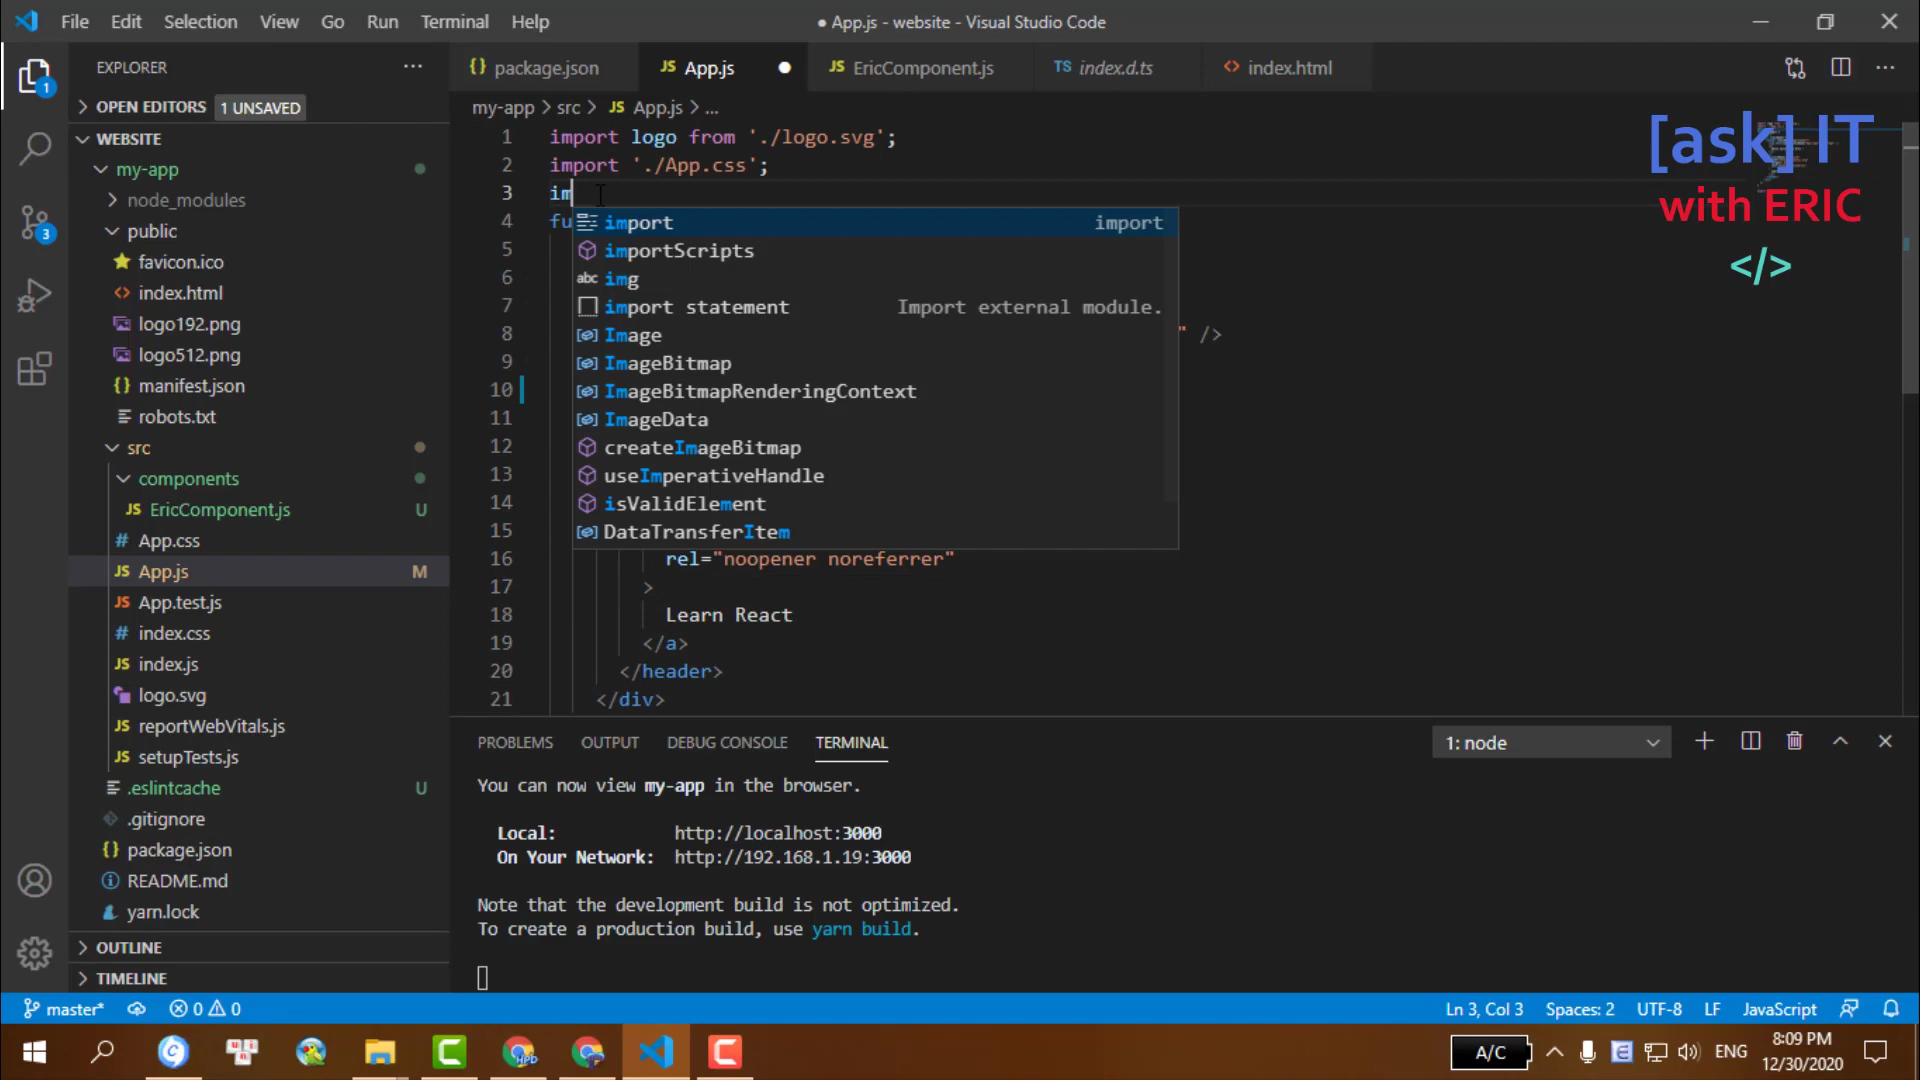 File Edit Selection View Go Run Terminal Help
● App.js - website - Visual Studio Code
EXPLORER
OPEN EDITORS 1 UNSAVED
WEBSITE
my-app
node_modules
public
favicon.ico
index.html
logo192.png
logo512.png
manifest.json
robots.txt
src
components
EricComponent.js U
App.css
App.js M
App.test.js
index.css
index.js
logo.svg
reportWebVitals.js
setupTests.js
.eslintcache U
.gitignore
package.json
README.md
yarn.lock
OUTLINE
TIMELINE
package.json
App.js
EricComponent.js
index.d.ts
index.html
my-app > src > JS App.js > ...
1 import logo from './logo.svg';
2 import './App.css';
3 im
4 fu
5
6
7
8 " />
9
10
11
12
13
14
15
16 rel="noopener noreferrer"
17 >
18 Learn React
19 </a>
20 </header>
21 </div>
import import
importScripts
abc img
import statement Import external module.
Image
ImageBitmap
ImageBitmapRenderingContext
ImageData
createImageBitmap
useImperativeHandle
isValidElement
DataTransferItem
[ask] IT
with ERIC
</>
PROBLEMS OUTPUT DEBUG CONSOLE TERMINAL
1: node
You can now view my-app in the browser.
Local: http://localhost:3000
On Your Network: http://192.168.1.19:3000
Note that the development build is not optimized.
To create a production build, use yarn build.
master* 0 0
Ln 3, Col 3 Spaces: 2 UTF-8 LF JavaScript
A/C
ENG
8:09 PM
12/30/2020